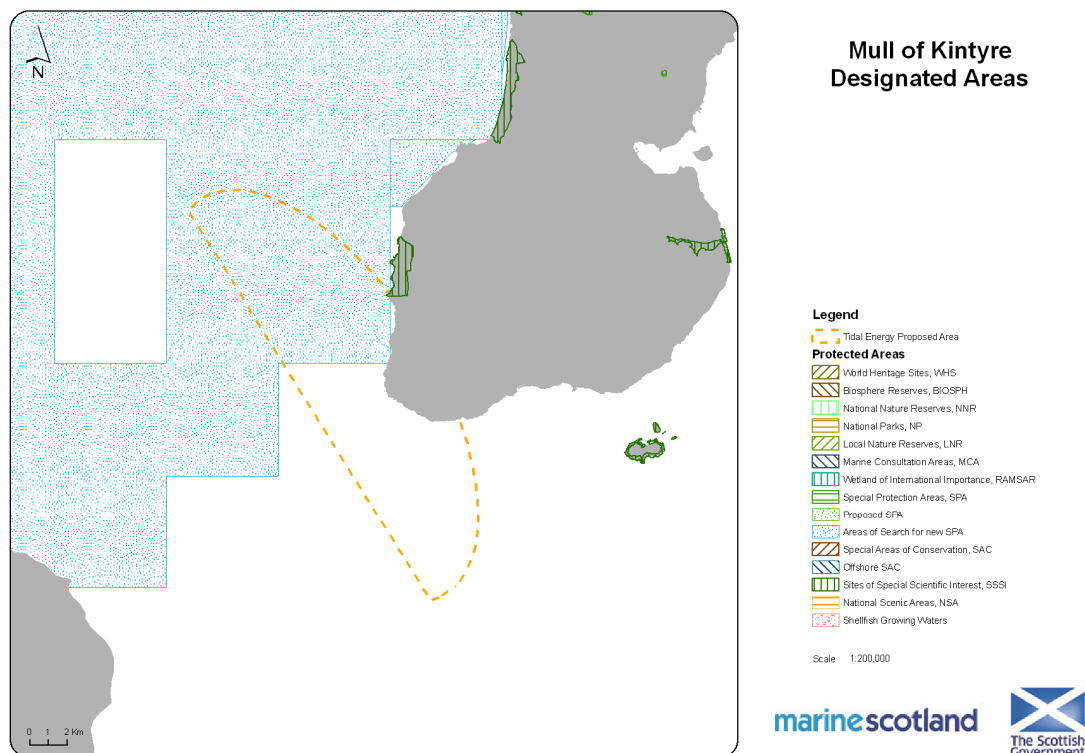 N
Mull of Kintyre
Designated Areas
Legend
Tidal Energy Proposed Area
Protected Areas
World Heritage Sites, WHS
Biosphere Reserves, BIOSPH
National Nature Reserves, NNR
National Parks, NP
Local Nature Reserves, LNR
Marine Consultation Areas, MCA
Wetland of International Importance, RAMSAR
Special Protection Areas, SPA
Proposed SPA
Areas of Search for new SPA
Special Areas of Conservation, SAC
Offshore SAC
Sites of Special Scientific Interest, SSSI
National Scenic Areas, NSA
Shellfish Growing Waters
Scale 1:200,000
0 1 2 Km
marinescotland
The Scottish
Government